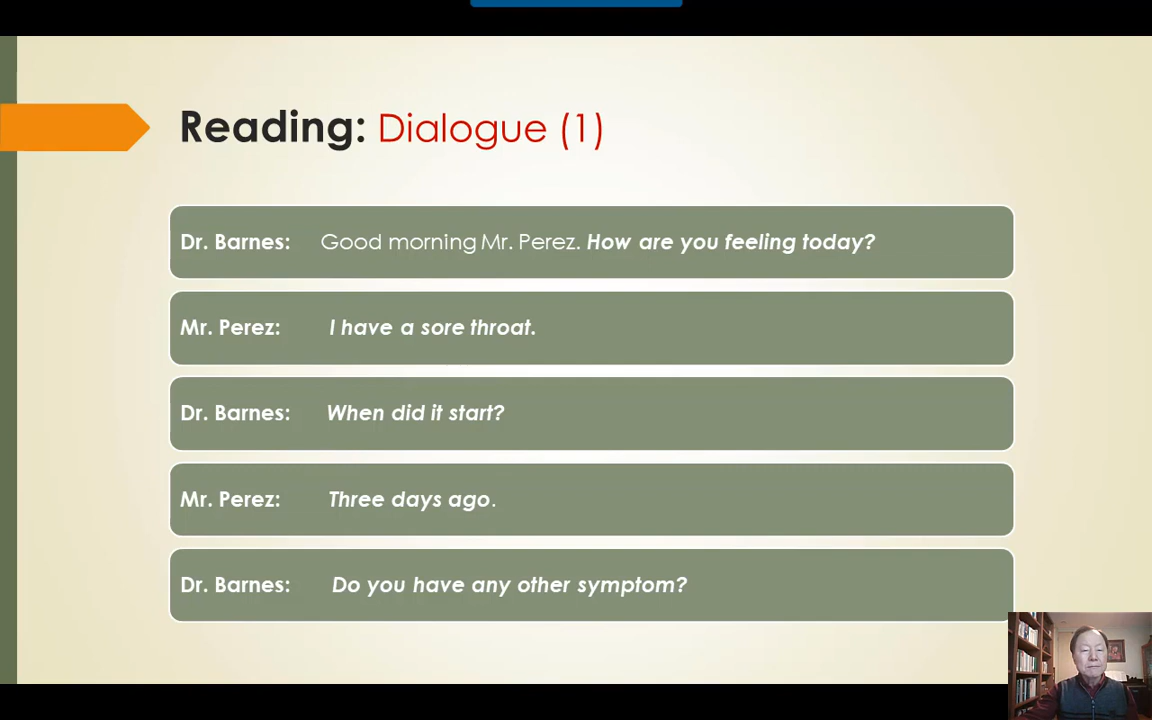 Reading: Dialogue (1)
Dr. Barnes: Good morning Mr. Perez. How are you feeling today?
Mr. Perez: I have a sore throat.
Dr. Barnes: When did it start?
Mr. Perez: Three days ago.
Dr. Barnes: Do you have any other symptom?